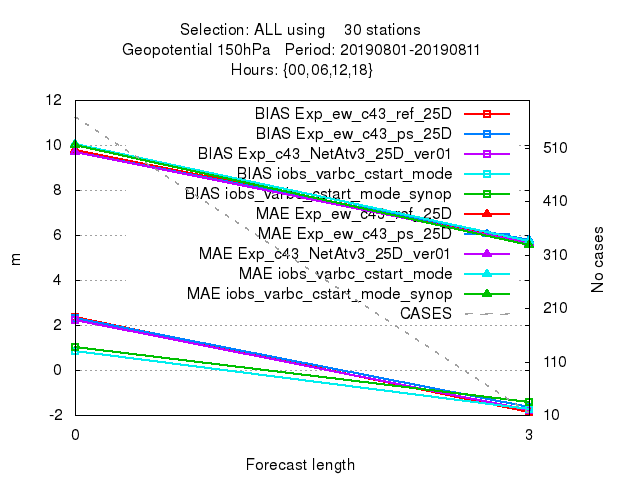 Selection: ALL using    30 stations
Geopotential 150hPa   Period: 20190801-20190811
Hours: {00,06,12,18}
12
10
8
6
4
2
0
-2
m
BIAS Exp_ew_c43_ref_25D
BIAS Exp_ew_c43_ps_25D
BIAS Exp_c43_NetAtv3_25D_ver01
BIAS iobs_varbc_cstart_mode
BIAS iobs_varbc_cstart_mode_synop
MAE Exp_ew_c43_ref_25D
MAE Exp_ew_c43_ps_25D
MAE Exp_c43_NetAtv3_25D_ver01
MAE iobs_varbc_cstart_mode
MAE iobs_varbc_cstart_mode_synop
CASES
510
410
310
210
110
10
No cases
0
3
Forecast length